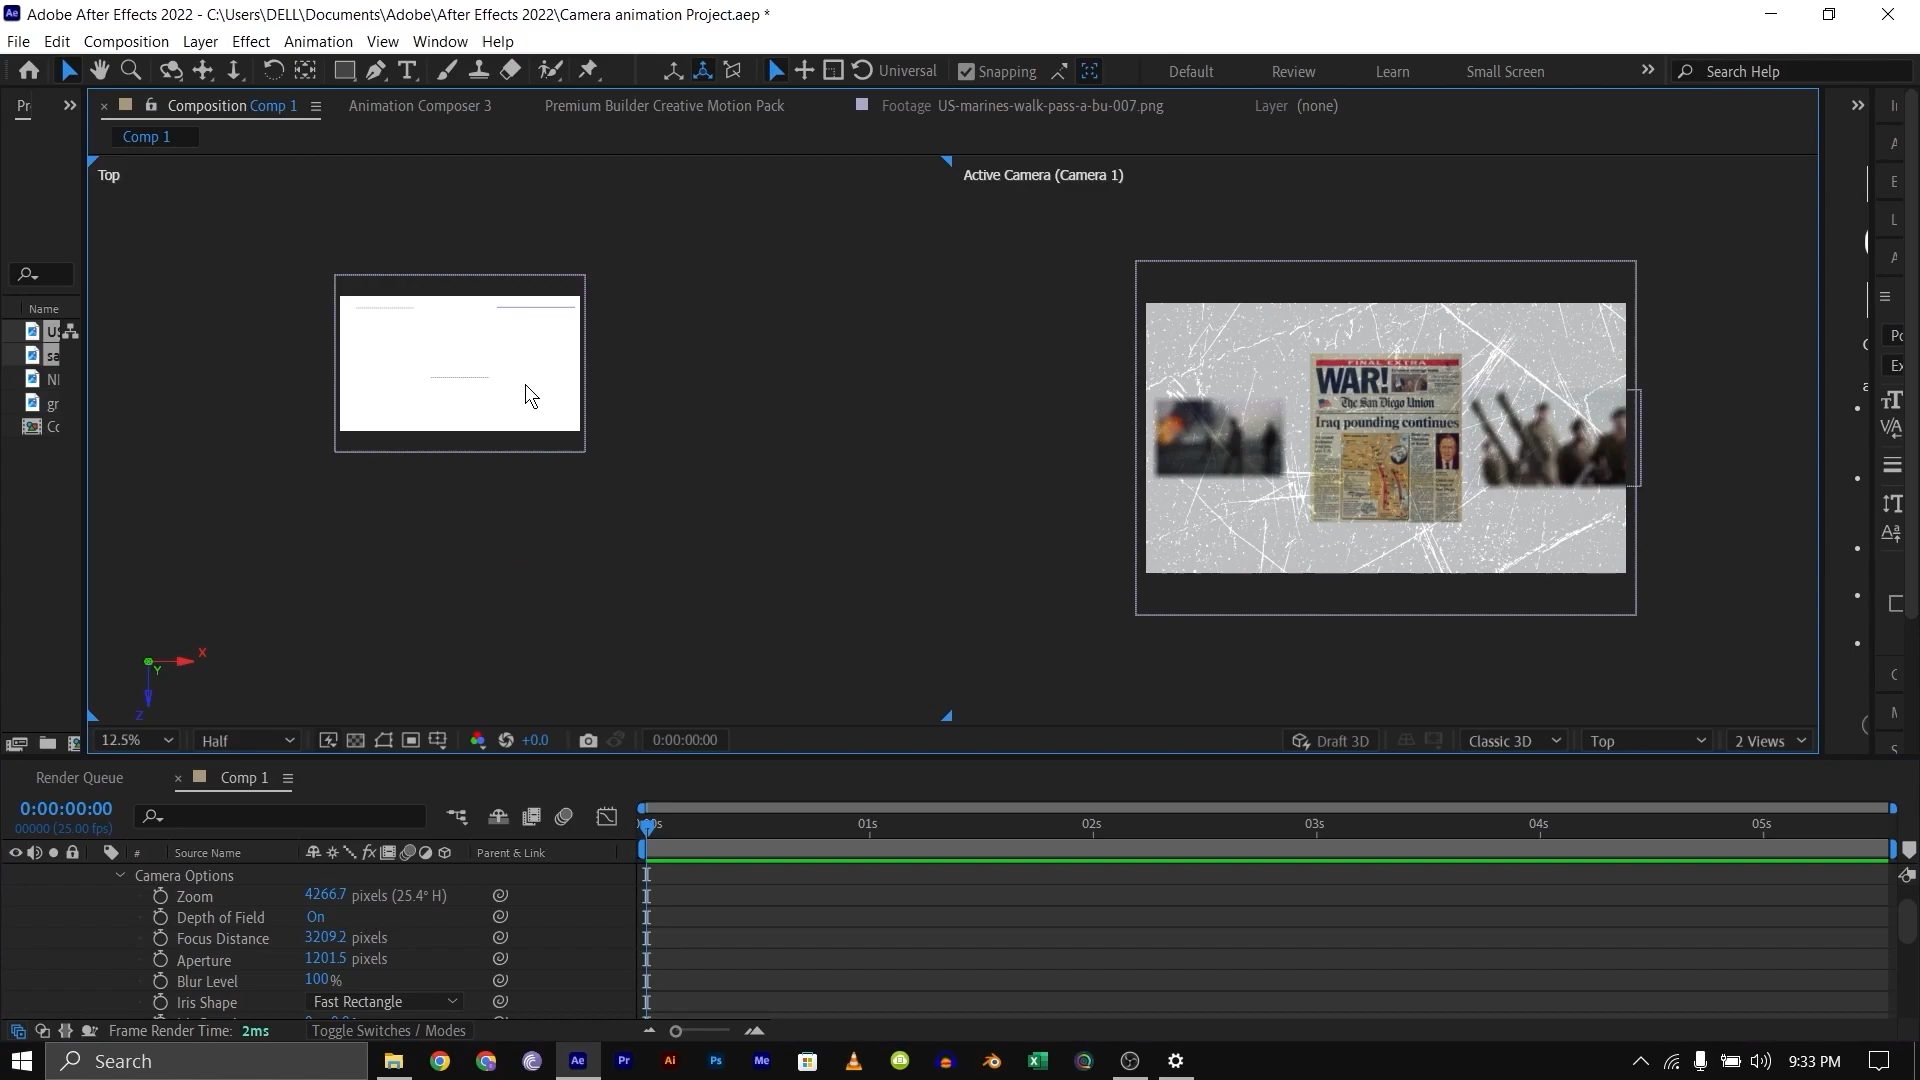 Adobe After Effects 2022 - C:\Users\DELL\Documents\Adobe\After Effects 2022\Camera animation Project.aep *
File Edit Composition Layer Effect Animation View Window Help
Universal Snapping Default Review Learn Small Screen Search Help
Pr Composition Comp 1 Animation Composer 3 Premium Builder Creative Motion Pack Footage US-marines-walk-pass-a-bu-007.png Layer (none)
Comp 1
Top
Active Camera (Camera 1)
Name
sa
gr
FINAL EXTRA
WAR!
The San Diego Union
Iraq pounding continues
X
Y
Z
12.5% Half +0.0 0:00:00:00 Draft 3D Classic 3D Top 2 Views
Render Queue Comp 1
0:00:00:00
00000 (25.00 fps)
01s 02s 03s 04s 05s
# Source Name Parent & Link
Camera Options
Zoom 4266.7 pixels (25.4° H)
Depth of Field On
Focus Distance 3209.2 pixels
Aperture 1201.5 pixels
Blur Level 100%
Iris Shape Fast Rectangle
Frame Render Time: 2ms Toggle Switches / Modes
Search 9:33 PM